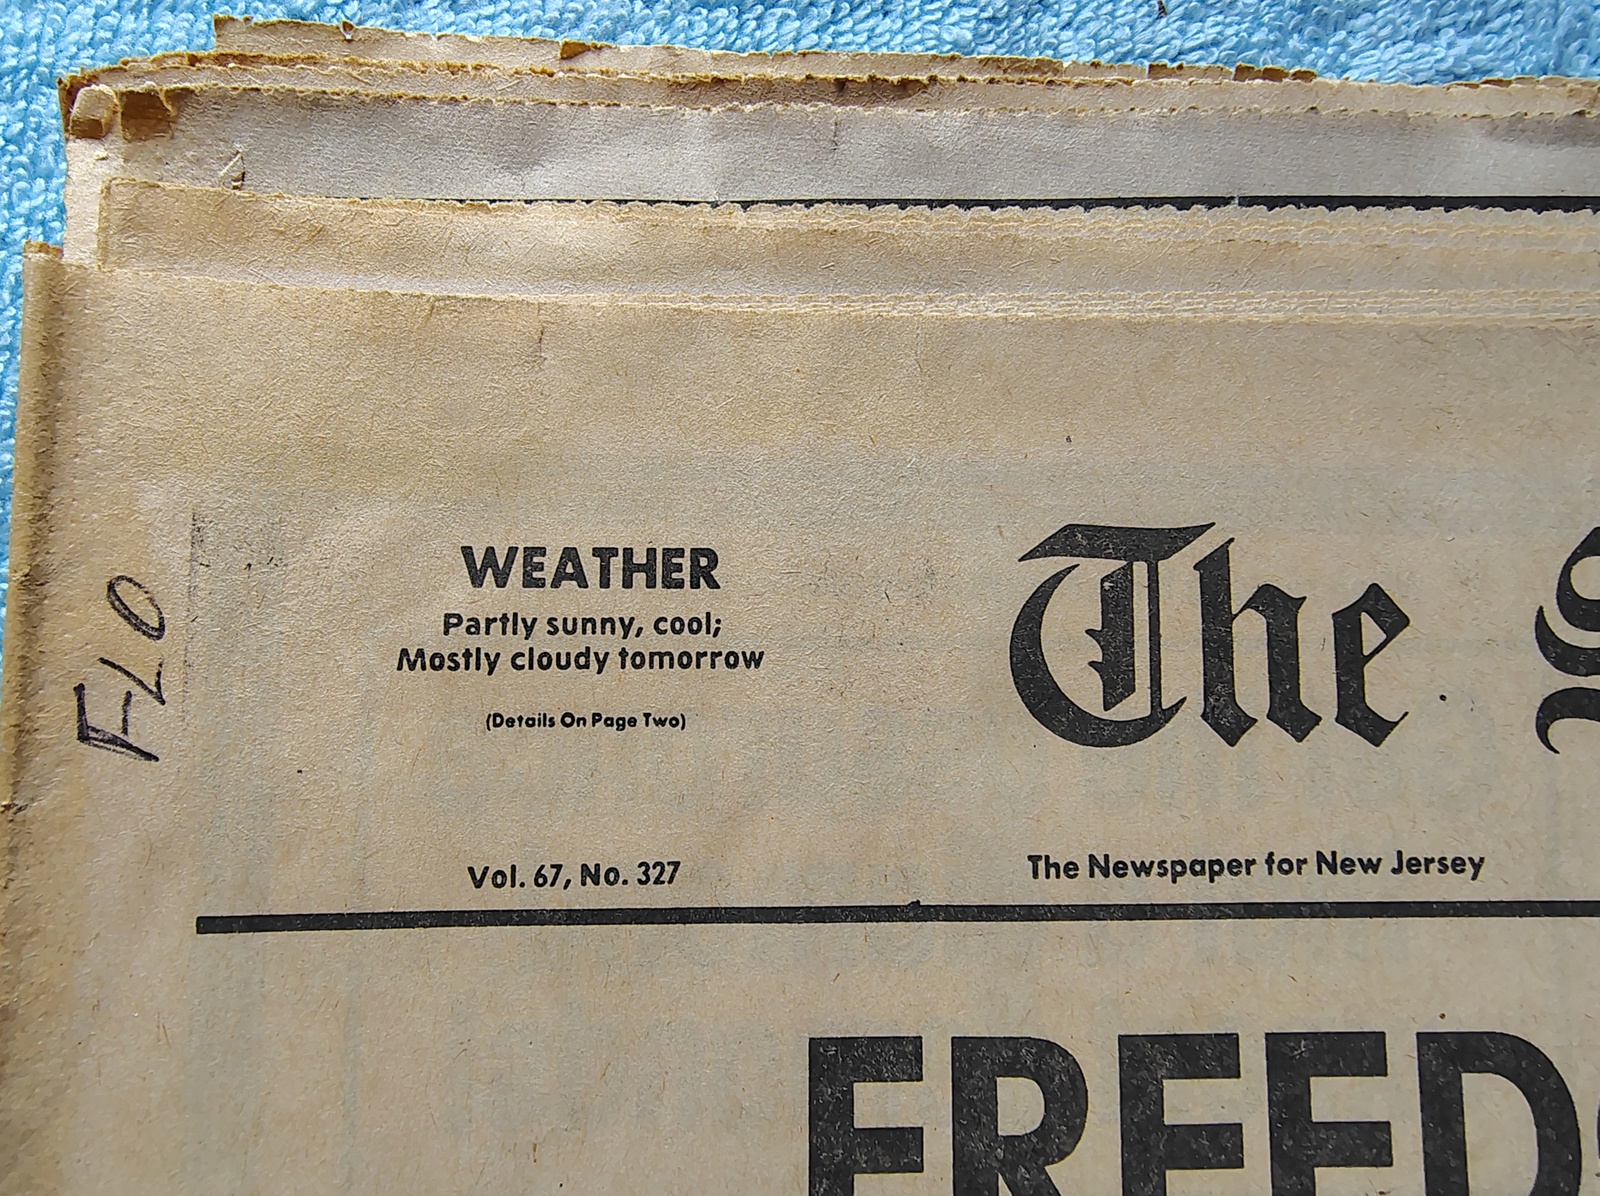 FLO
WEATHER
Partly sunny, cool;
Mostly cloudy tomorrow
(Details On Page Two)
The
Vol. 67, No. 327
The Newspaper for New Jersey
FREED